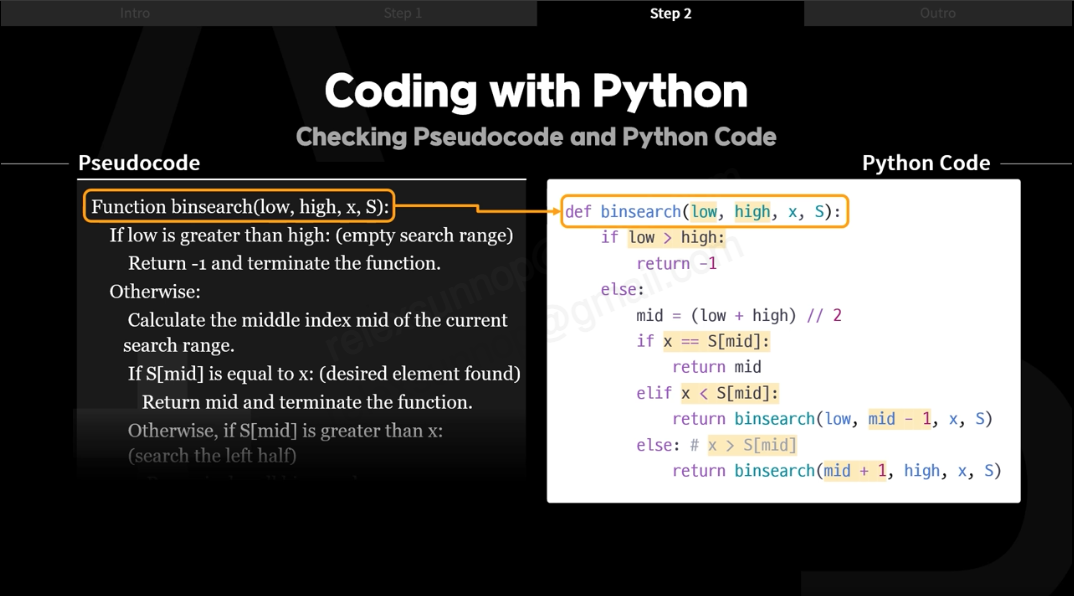 Intro
Step 1
Step 2
Outro
Coding with Python
Checking Pseudocode and Python Code
Pseudocode
Function binsearch(low, high, x, S):
If low is greater than high: (empty search range)
Return -1 and terminate the function.
Otherwise:
Calculate the middle index mid of the current
search range.
If S[mid] is equal to x: (desired element found)
Return mid and terminate the function.
Otherwise, if S[mid] is greater than x:
(search the left half)
Python Code
def binsearch(low, high, x, S):
if low > high:
return -1
else:
mid = (low + high) // 2
if x == S[mid]:
return mid
elif x < S[mid]:
return binsearch(low, mid - 1, x, S)
else: # x > S[mid]
return binsearch(mid + 1, high, x, S)
@gmail.com